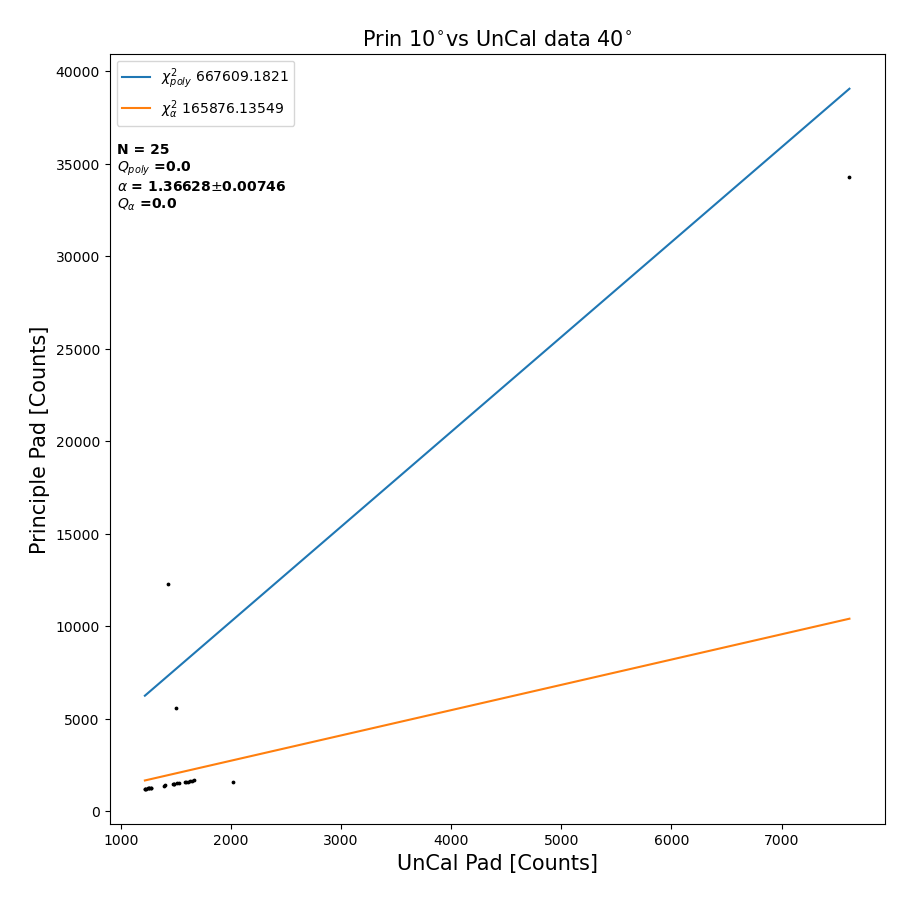 Prin 10°vs UnCal data 40°
χ²poly 667609.1821
χ²α 165876.13549
N = 25
Qpoly =0.0
α = 1.36628±0.00746
Qα =0.0
40000
35000
30000
25000
20000
15000
10000
5000
0
Principle Pad [Counts]
1000 2000 3000 4000 5000 6000 7000
UnCal Pad [Counts]